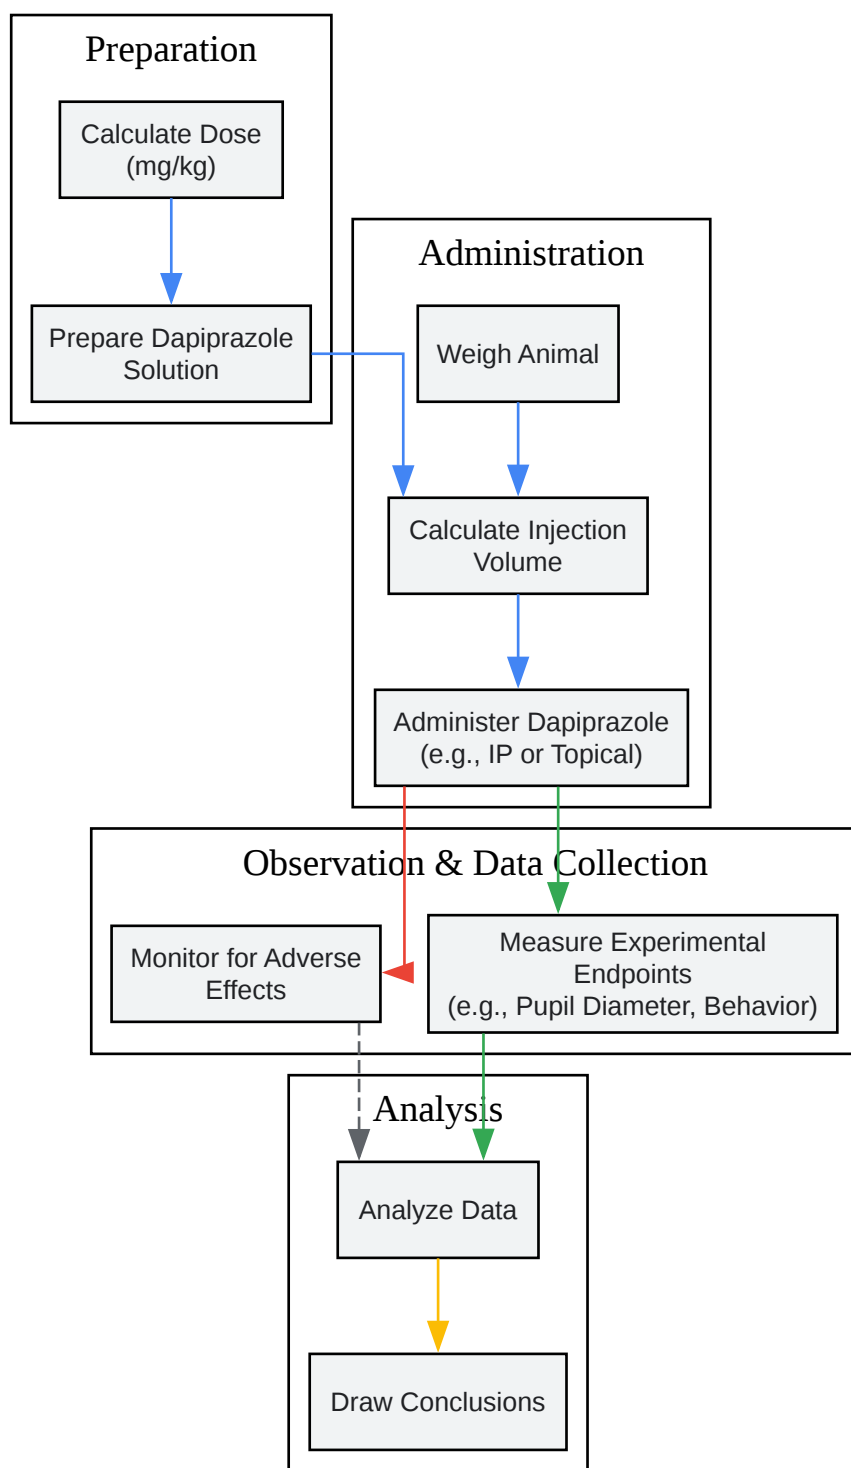 Preparation
Calculate Dose
(mg/kg)
Prepare Dapiprazole
Solution
Administration
Weigh Animal
Calculate Injection
Volume
Administer Dapiprazole
(e.g., IP or Topical)
Observation & Data Collection
Monitor for Adverse
Effects
Measure Experimental
Endpoints
(e.g., Pupil Diameter, Behavior)
Analysis
Analyze Data
Draw Conclusions